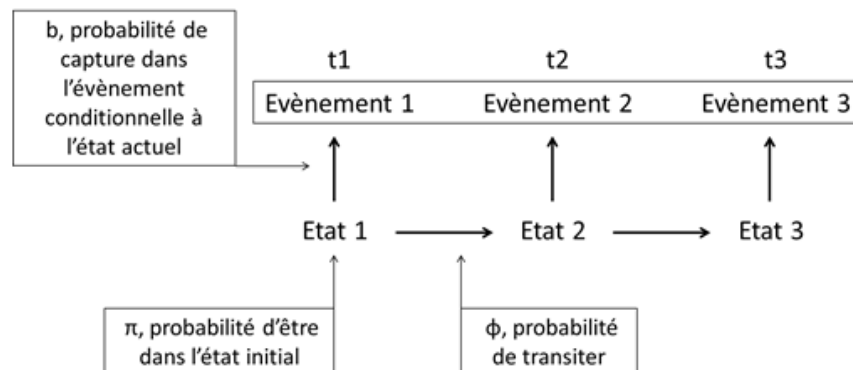 b, probabilité de
capture dans
l'évènement
conditionnelle à
l'état actuel
t1 t2 t3
Evènement 1 Evènement 2 Evènement 3
Etat 1 Etat 2 Etat 3
π, probabilité d'être
dans l'état initial
ϕ, probabilité
de transiter